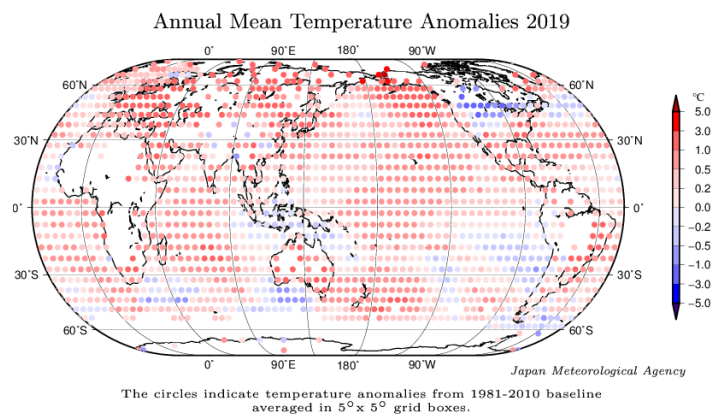 Annual Mean Temperature Anomalies 2019
0° 90°E 180° 90°W
60°N 60°N
℃
5.0
3.0
30°N 30°N
1.0
0.5
0.2
0° 0°
0.0
−0.2
−0.5
30°S 30°S
−1.0
−3.0
−5.0
60°S 60°S
0° 90°E 180° 90°W
Japan Meteorological Agency
The circles indicate temperature anomalies from 1981-2010 baseline
averaged in 5°x 5° grid boxes.